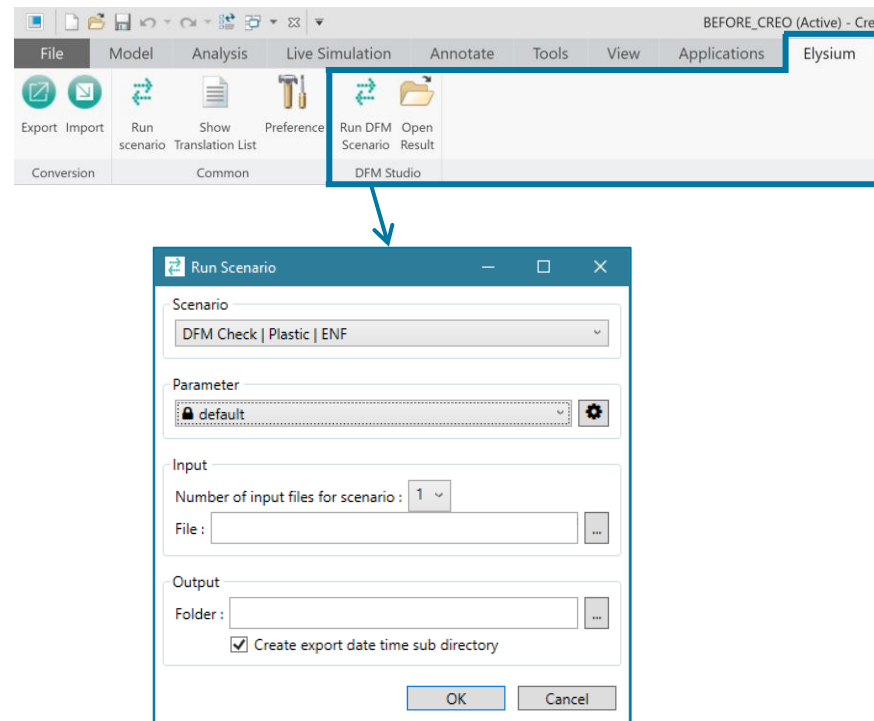 BEFORE_CREO (Active) - Cre
File Model Analysis Live Simulation Annotate Tools View Applications Elysium
Export Import Run scenario Show Translation List Preference Run DFM Scenario Open Result
Conversion Common DFM Studio
Run Scenario
Scenario
DFM Check | Plastic | ENF
Parameter
default
Input
Number of input files for scenario : 1
File : ...
Output
Folder : ...
Create export date time sub directory
OK Cancel